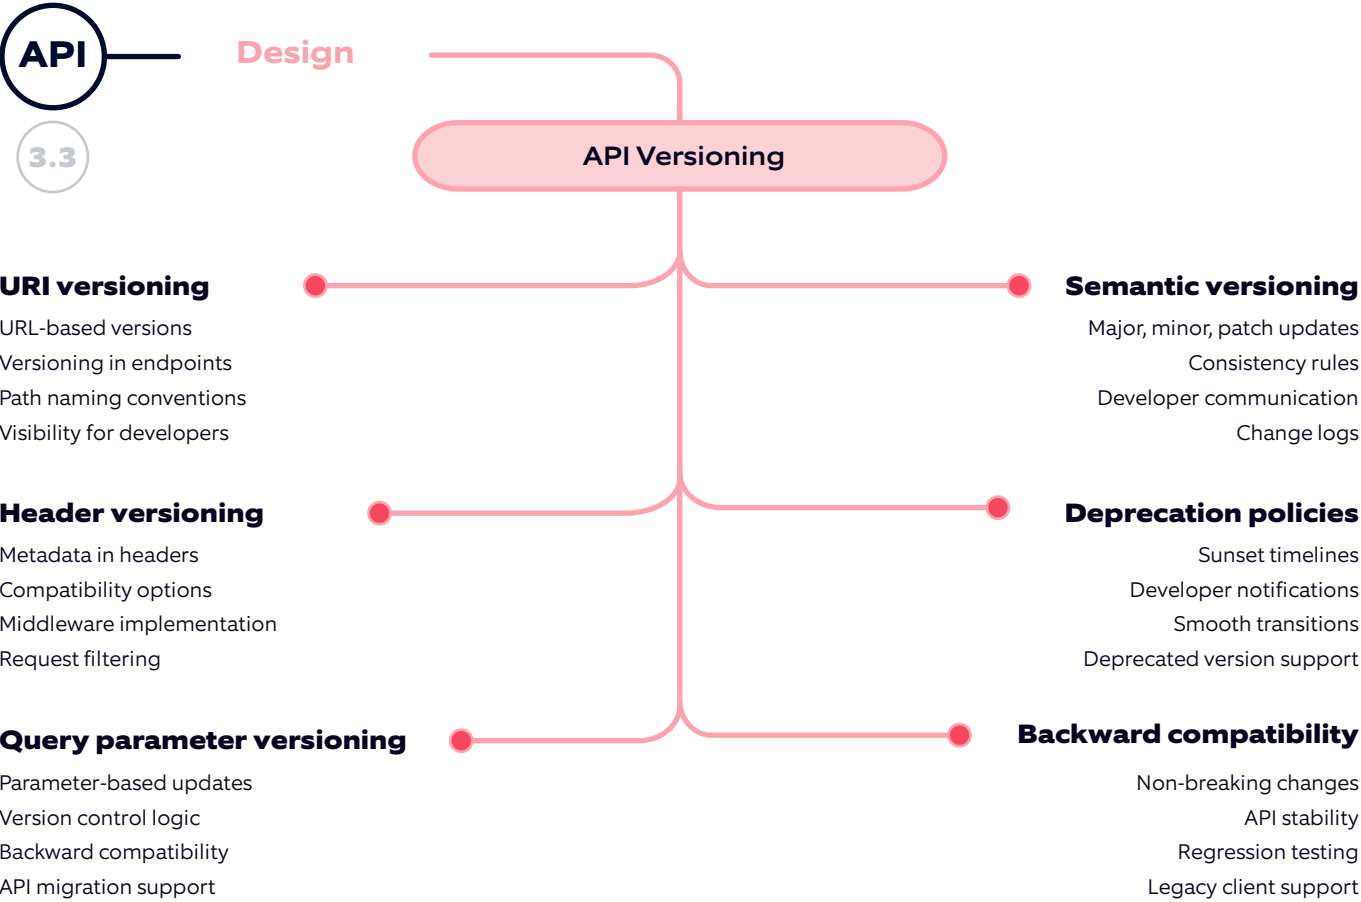 API
Design
3.3
API Versioning
URI versioning
URL-based versions
Versioning in endpoints
Path naming conventions
Visibility for developers
Header versioning
Metadata in headers
Compatibility options
Middleware implementation
Request filtering
Query parameter versioning
Parameter-based updates
Version control logic
Backward compatibility
API migration support
Semantic versioning
Major, minor, patch updates
Consistency rules
Developer communication
Change logs
Deprecation policies
Sunset timelines
Developer notifications
Smooth transitions
Deprecated version support
Backward compatibility
Non-breaking changes
API stability
Regression testing
Legacy client support